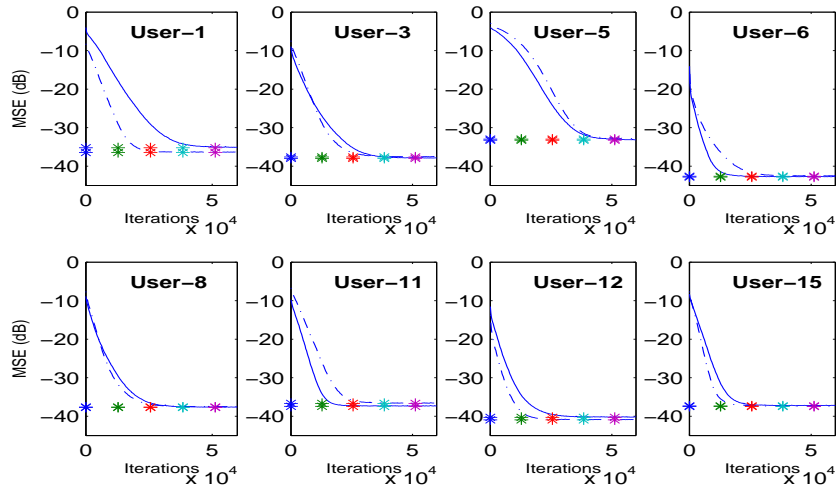 User−1
MSE (dB)
0
−10
−20
−30
−40
0
5
Iterations
x 10^4
User−3
0
−10
−20
−30
−40
0
5
Iterations
x 10^4
User−5
0
−10
−20
−30
−40
0
5
Iterations
x 10^4
User−6
0
−10
−20
−30
−40
0
5
Iterations
x 10^4
User−8
MSE (dB)
0
−10
−20
−30
−40
0
5
Iterations
x 10^4
User−11
0
−10
−20
−30
−40
0
5
Iterations
x 10^4
User−12
0
−10
−20
−30
−40
0
5
Iterations
x 10^4
User−15
0
−10
−20
−30
−40
0
5
Iterations
x 10^4